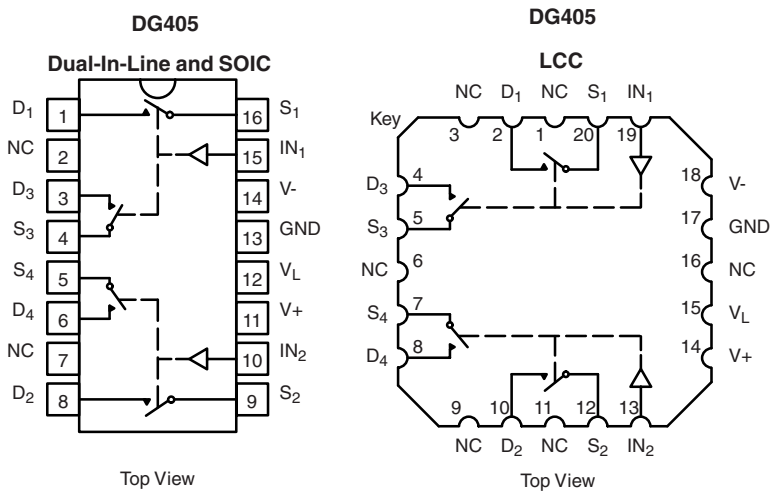 DG405
Dual-In-Line and SOIC
D1 1 16 S1
NC 2 15 IN1
D3 3 14 V-
S3 4 13 GND
S4 5 12 VL
D4 6 11 V+
NC 7 10 IN2
D2 8 9 S2
Top View
DG405
LCC
NC D1 NC S1 IN1
Key 3 2 1 20 19
D3 4 18 V-
S3 5 17 GND
NC 6 16 NC
S4 7 15 VL
D4 8 14 V+
9 10 11 12 13
NC D2 NC S2 IN2
Top View